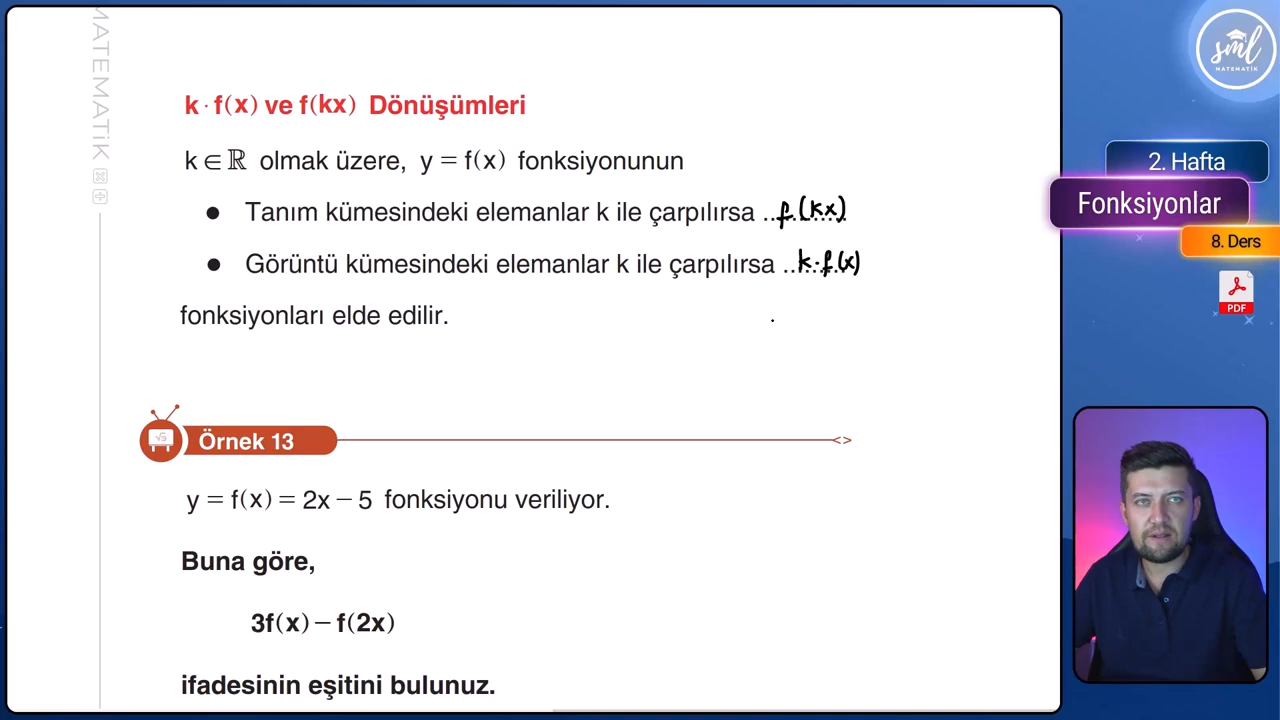 MATEMATİK
k · f(x) ve f(kx) Dönüşümleri
k ∈ ℝ olmak üzere, y = f(x) fonksiyonunun
● Tanım kümesindeki elemanlar k ile çarpılırsa ..f(kx)
● Görüntü kümesindeki elemanlar k ile çarpılırsa ..k.f(x)
fonksiyonları elde edilir.
√3
Örnek 13
y = f(x) = 2x − 5 fonksiyonu veriliyor.
Buna göre,
3f(x) − f(2x)
ifadesinin eşitini bulunuz.
sml
MATEMATİK
2. Hafta
Fonksiyonlar
8. Ders
PDF